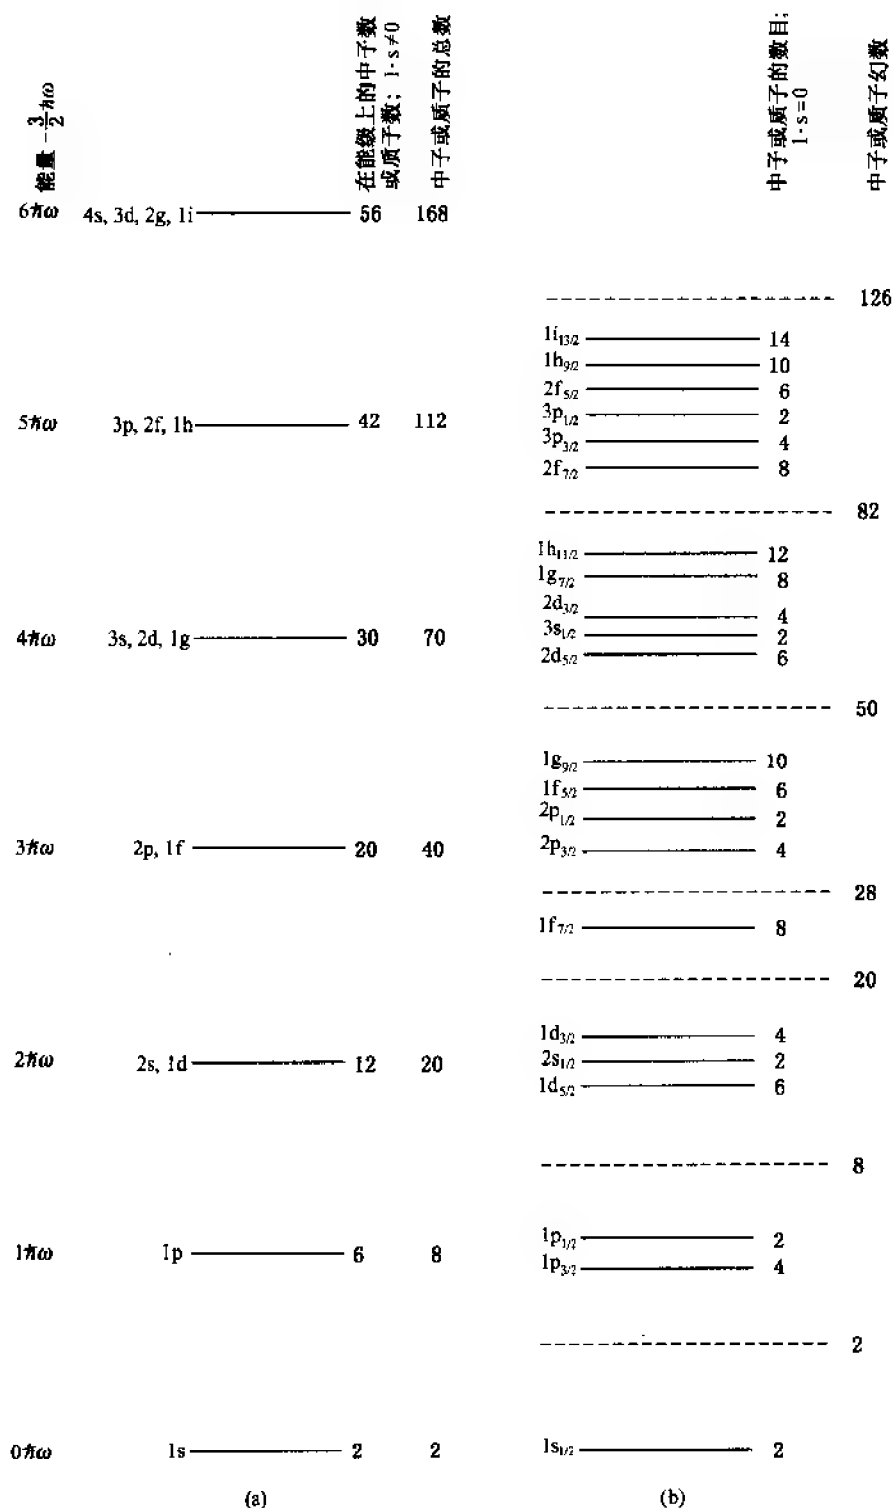 能量 -3/2 ħω
在能级上的中子数
或质子数; l·s≠0
中子或质子的总数
中子或质子的数目;
l·s=0
中子或质子幻数
6ħω 4s, 3d, 2g, 1i 56 168
126
1i13/2 14
1h9/2 10
2f5/2 6
5ħω 3p, 2f, 1h 42 112
3p1/2 2
3p3/2 4
2f7/2 8
82
1h11/2 12
1g7/2 8
2d3/2 4
4ħω 3s, 2d, 1g 30 70
3s1/2 2
2d5/2 6
50
1g9/2 10
1f5/2 6
2p1/2 2
3ħω 2p, 1f 20 40
2p3/2 4
28
1f7/2 8
20
1d3/2 4
2ħω 2s, 1d 12 20
2s1/2 2
1d5/2 6
8
1p1/2 2
1ħω 1p 6 8
1p3/2 4
2
0ħω 1s 2 2
1s1/2 2
(a) (b)